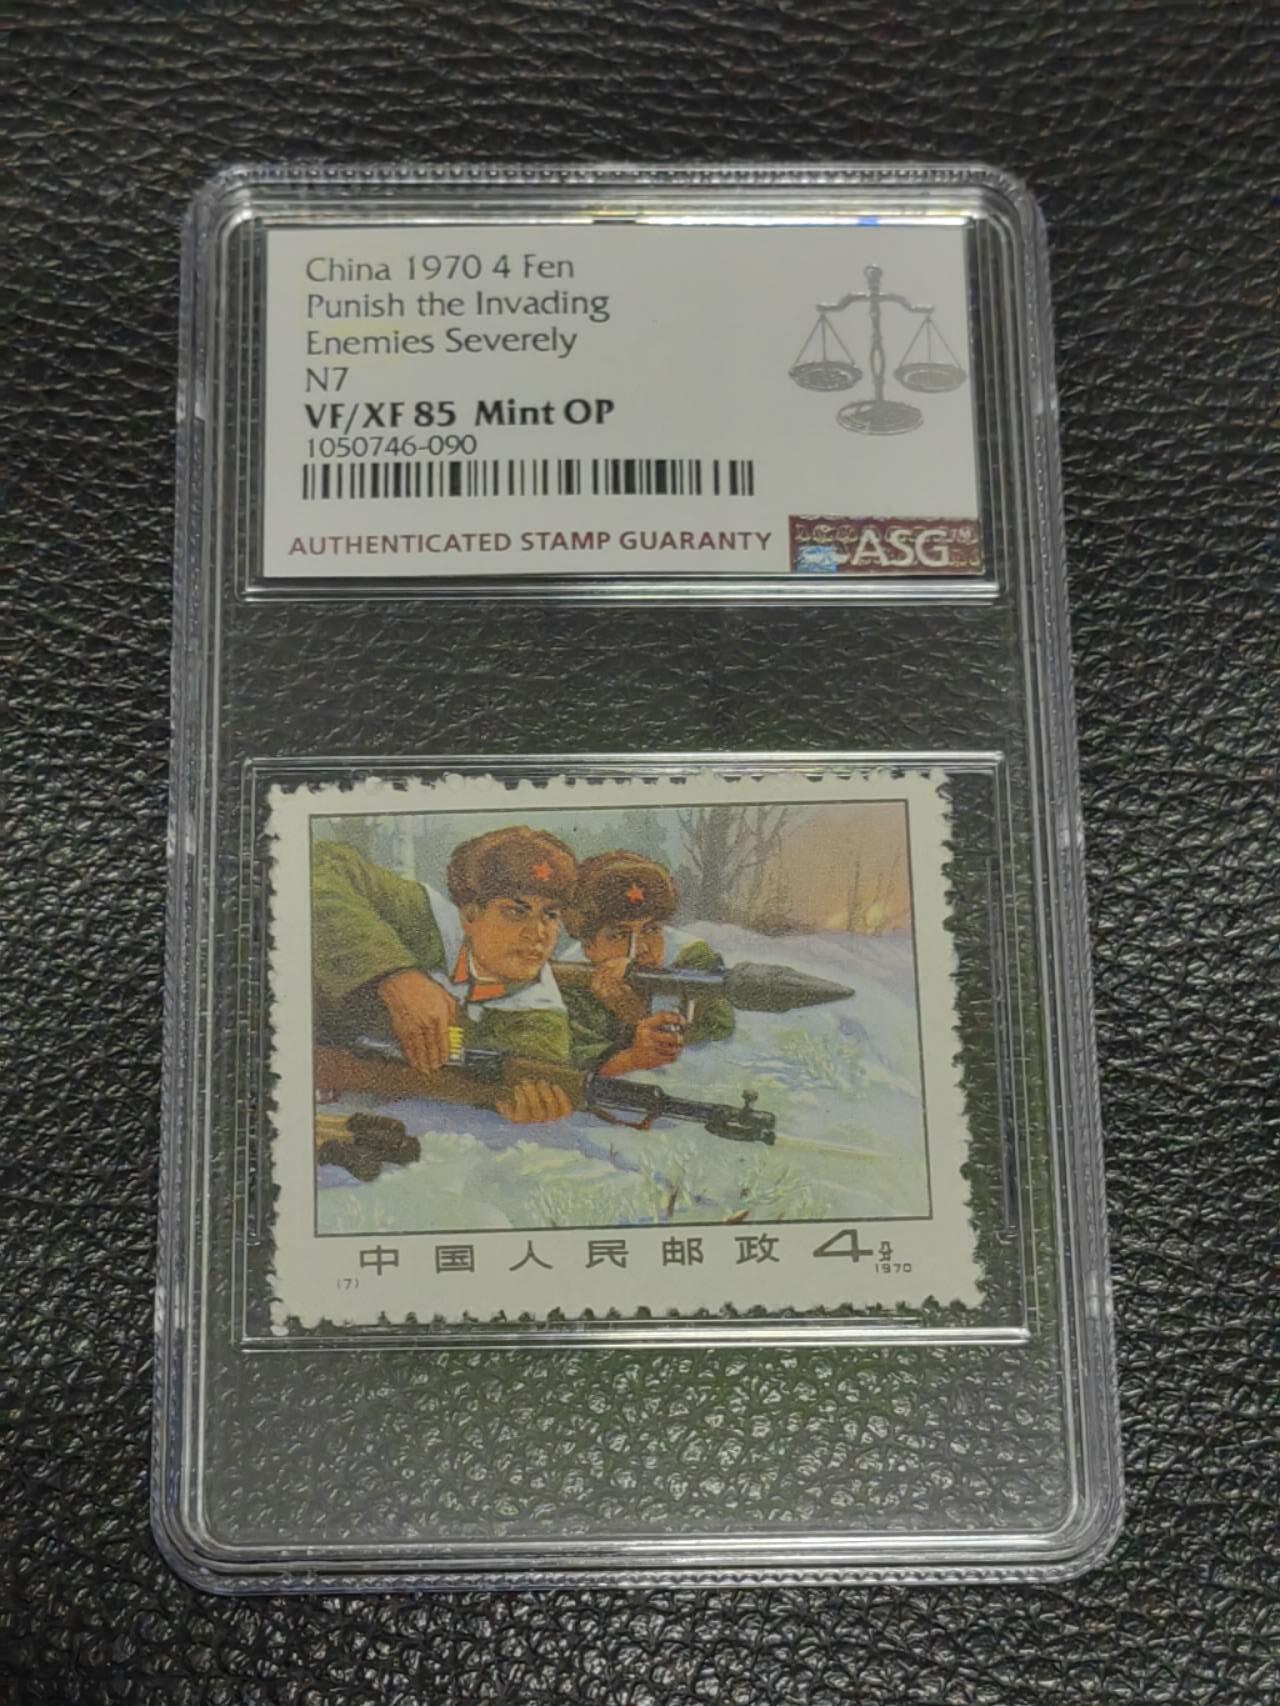 China 1970 4 Fen
Punish the Invading
Enemies Severely
N7
VF/XF 85 Mint OP
1050746-090
AUTHENTICATED STAMP GUARANTY
ASG™
中国人民邮政 4分
(7) 1970